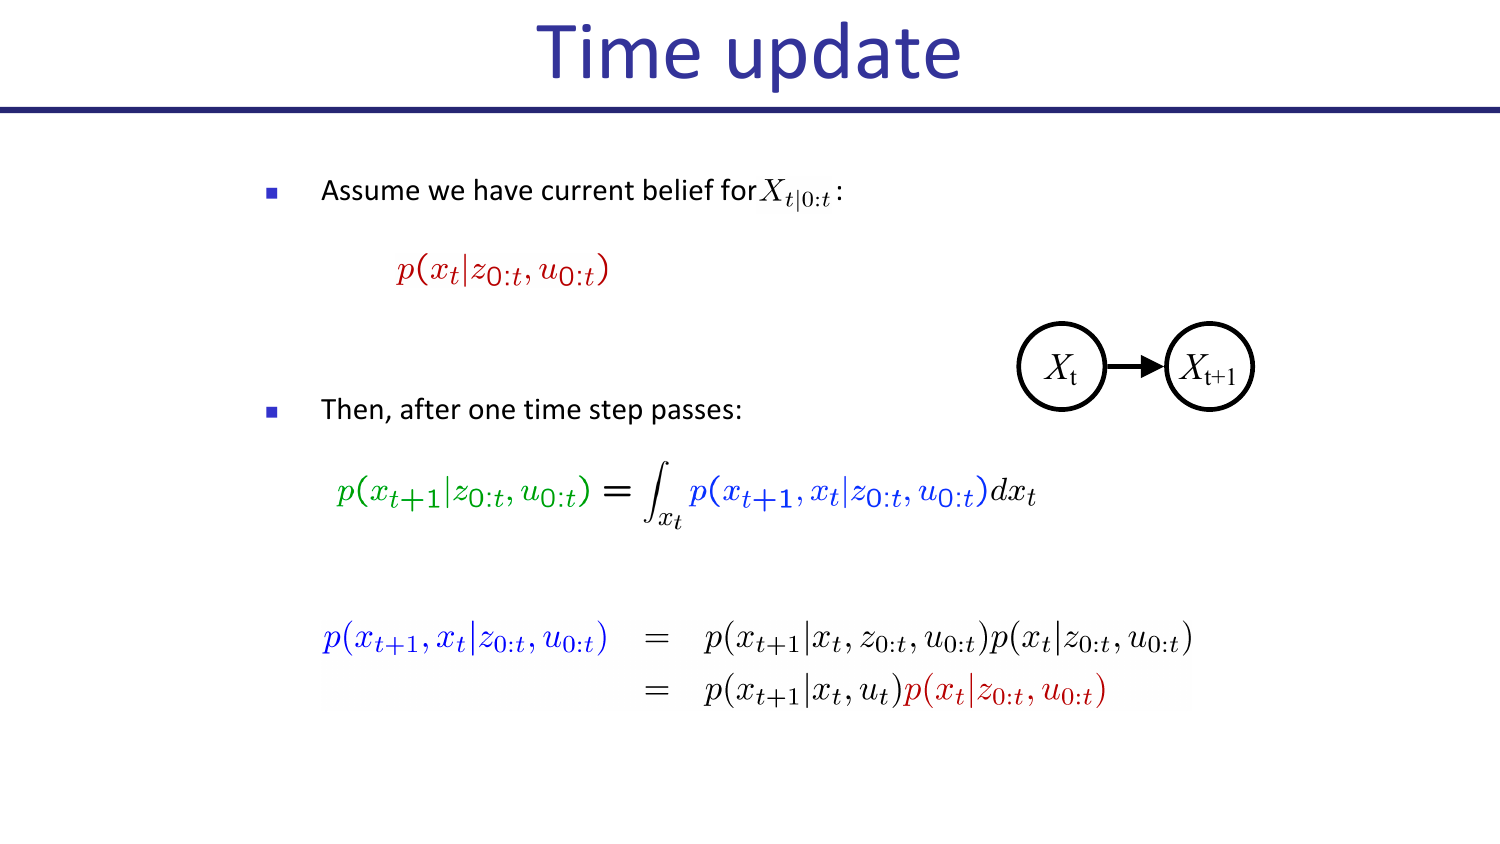 Time update
■ Assume we have current belief for X_{t|0:t} :
p(x_t|z_{0:t}, u_{0:t})
X_t X_{t+1}
■ Then, after one time step passes:
p(x_{t+1}|z_{0:t}, u_{0:t}) = ∫_{x_t} p(x_{t+1}, x_t|z_{0:t}, u_{0:t})dx_t
p(x_{t+1}, x_t|z_{0:t}, u_{0:t}) = p(x_{t+1}|x_t, z_{0:t}, u_{0:t})p(x_t|z_{0:t}, u_{0:t})
= p(x_{t+1}|x_t, u_t)p(x_t|z_{0:t}, u_{0:t})